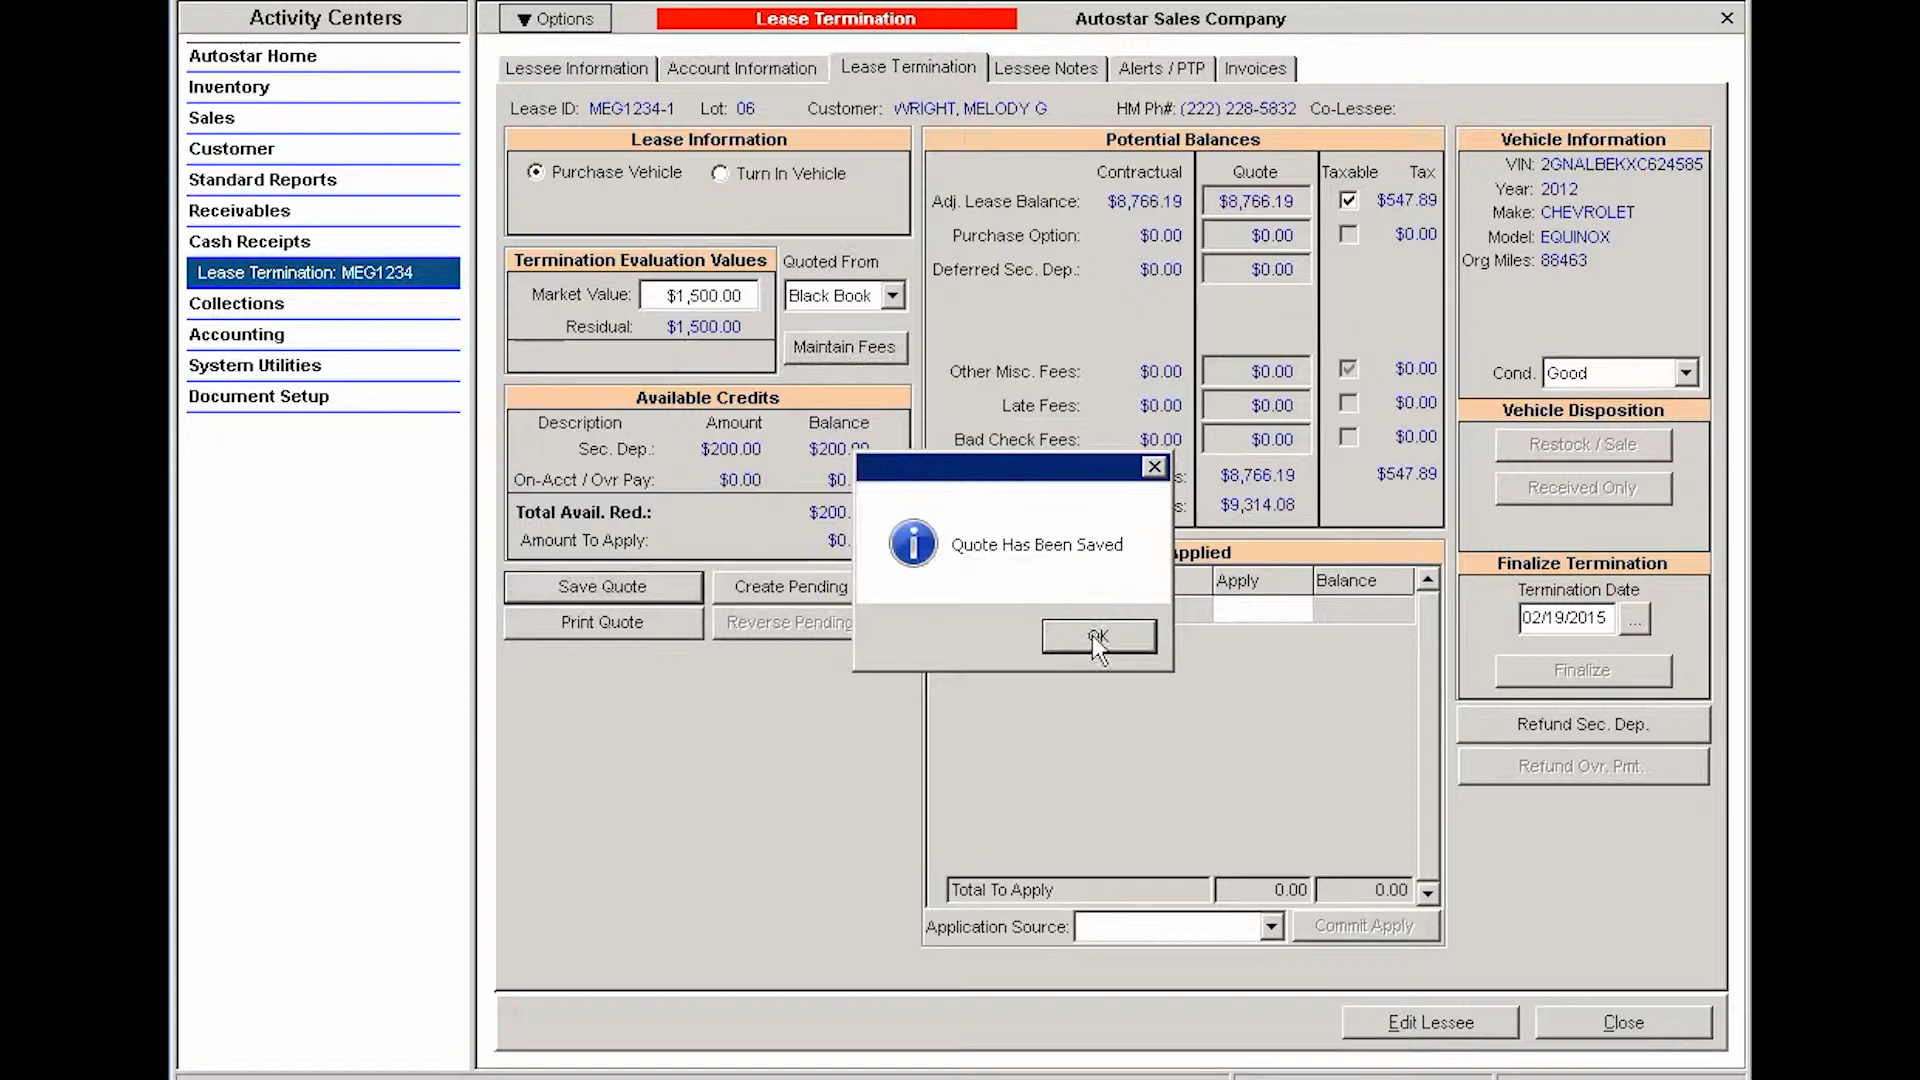 Activity Centers
Autostar Home
Inventory
Sales
Customer
Standard Reports
Receivables
Cash Receipts
Lease Termination: MEG1234
Collections
Accounting
System Utilities
Document Setup
▼ Options
Lease Termination
Autostar Sales Company
Lessee Information
Account Information
Lease Termination
Lessee Notes
Alerts / PTP
Invoices
Lease ID: MEG1234-1 Lot: 06 Customer: WRIGHT, MELODY G HM Ph#: (222) 228-5832 Co-Lessee:
Lease Information
Purchase Vehicle Turn In Vehicle
Termination Evaluation Values
Market Value: $1,500.00
Residual: $1,500.00
Quoted From
Black Book
Maintain Fees
Available Credits
Description Amount Balance
Sec. Dep.: $200.00 $200.00
On-Acct / Ovr Pay: $0.00 $0.
Total Avail. Red.: $200.
Amount To Apply: $0.
Save Quote
Create Pending
Print Quote
Reverse Pending
Potential Balances
Contractual Quote Taxable Tax
Adj. Lease Balance: $8,766.19 $8,766.19 $547.89
Purchase Option: $0.00 $0.00 $0.00
Deferred Sec. Dep.: $0.00 $0.00
Other Misc. Fees: $0.00 $0.00 $0.00
Late Fees: $0.00 $0.00 $0.00
Bad Check Fees: $0.00 $0.00 $0.00
s: $8,766.19 $547.89
s: $9,314.08
Quote Has Been Saved
OK
Applied
Apply Balance
Total To Apply 0.00 0.00
Application Source:
Commit Apply
Vehicle Information
VIN: 2GNALBEKXC624585
Year: 2012
Make: CHEVROLET
Model: EQUINOX
Org Miles: 88463
Cond. Good
Vehicle Disposition
Restock / Sale
Received Only
Finalize Termination
Termination Date
02/19/2015 ...
Finalize
Refund Sec. Dep.
Refund Ovr. Pmt.
Edit Lessee
Close